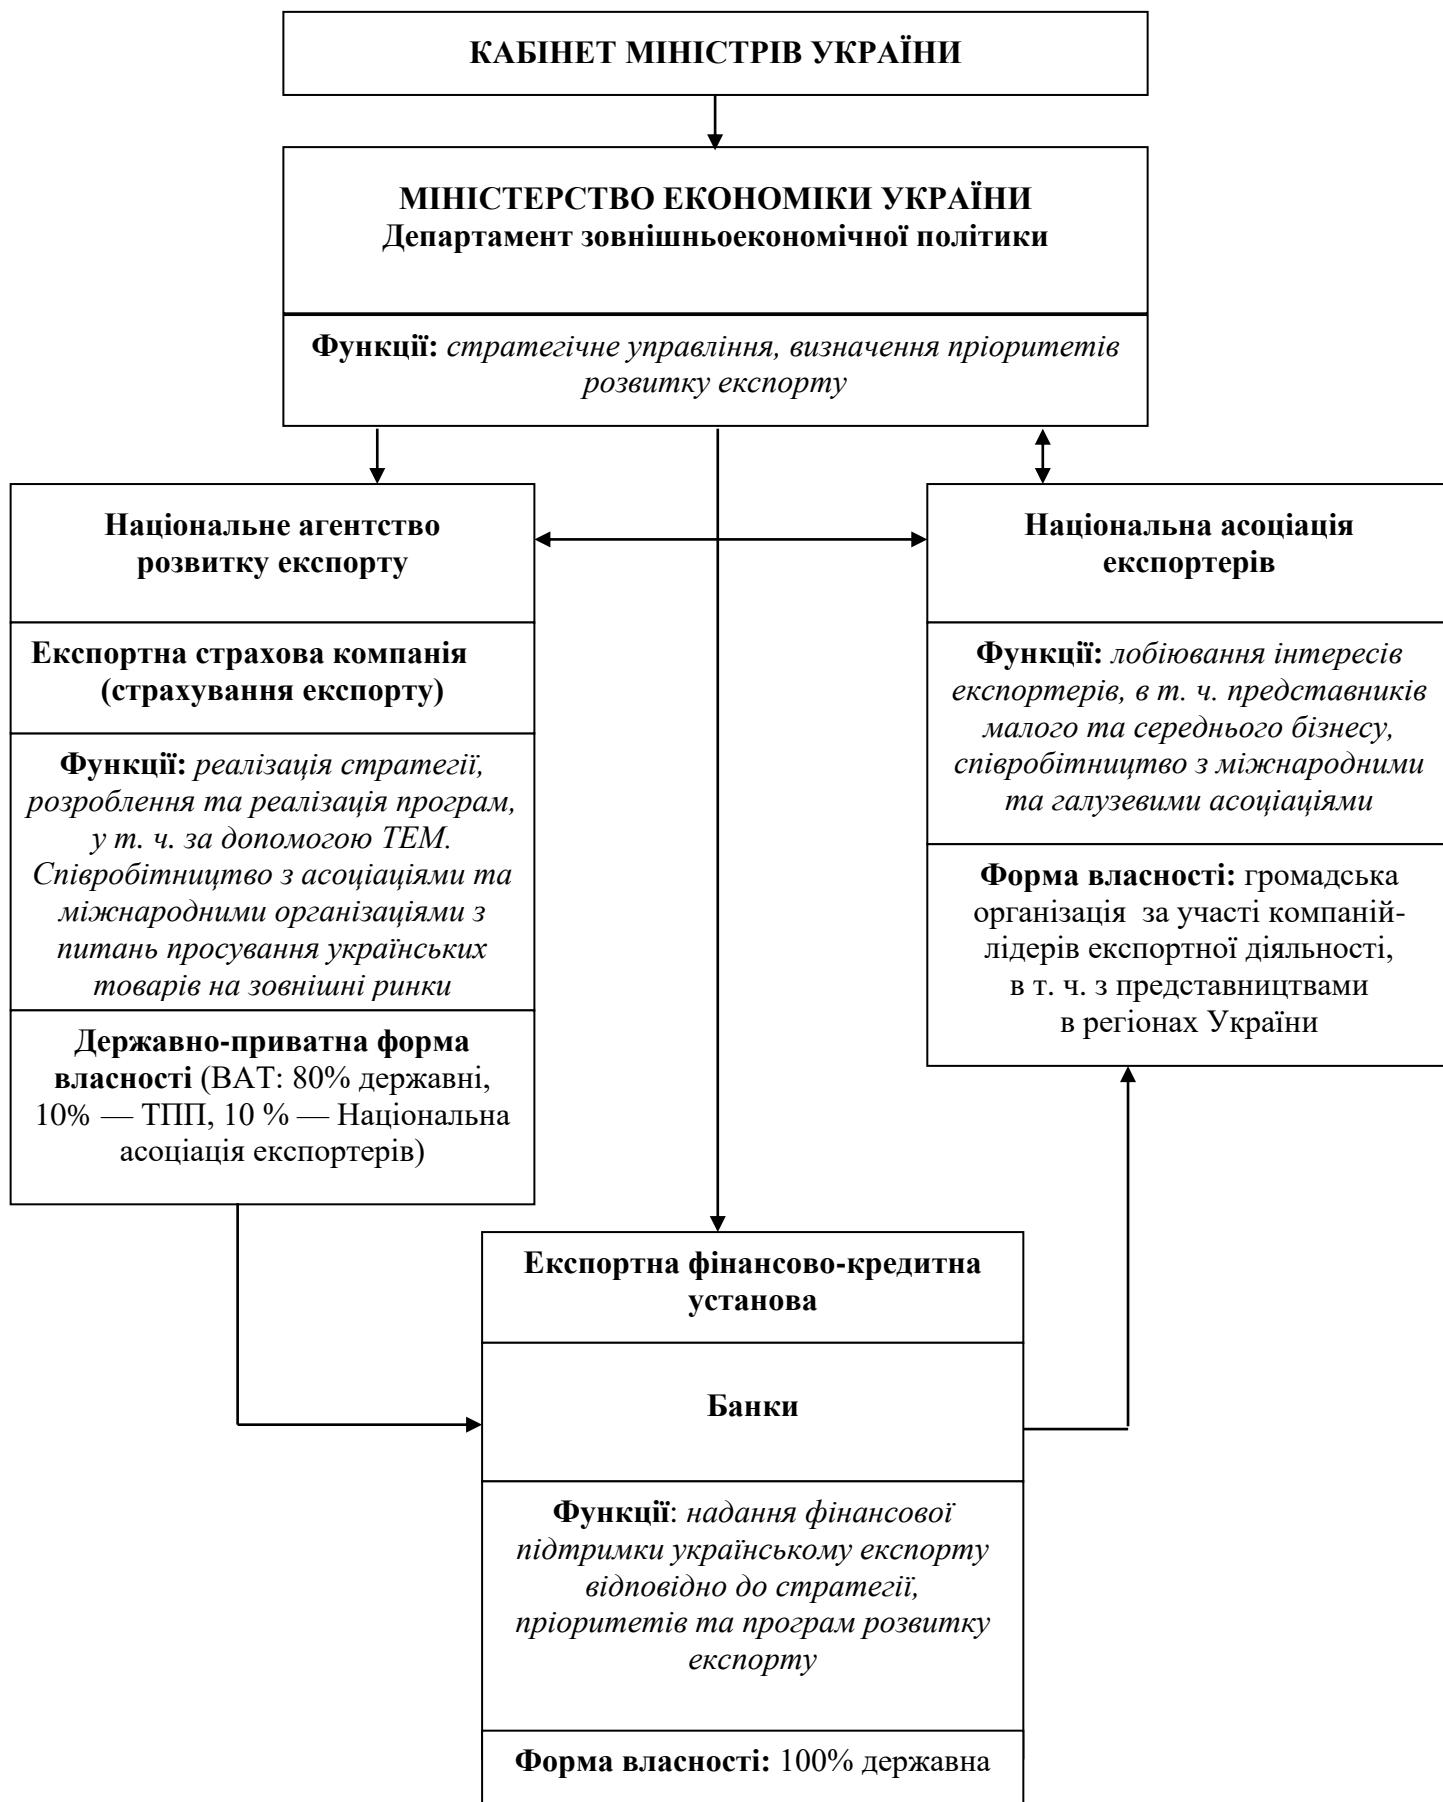 КАБІНЕТ МІНІСТРІВ УКРАЇНИ
МІНІСТЕРСТВО ЕКОНОМІКИ УКРАЇНИ
Департамент зовнішньоекономічної політики
Функції: стратегічне управління, визначення пріоритетів
розвитку експорту
Національне агентство
розвитку експорту
Експортна страхова компанія
(страхування експорту)
Функції: реалізація стратегії,
розроблення та реалізація програм,
у т. ч. за допомогою ТЕМ.
Співробітництво з асоціаціями та
міжнародними організаціями з
питань просування українських
товарів на зовнішні ринки
Державно-приватна форма
власності (ВАТ: 80% державні,
10% — ТПП, 10 % — Національна
асоціація експортерів)
Національна асоціація
експортерів
Функції: лобіювання інтересів
експортерів, в т. ч. представників
малого та середнього бізнесу,
співробітництво з міжнародними
та галузевими асоціаціями
Форма власності: громадська
організація за участі компаній-
лідерів експортної діяльності,
в т. ч. з представництвами
в регіонах України
Експортна фінансово-кредитна
установа
Банки
Функції: надання фінансової
підтримки українському експорту
відповідно до стратегії,
пріоритетів та програм розвитку
експорту
Форма власності: 100% державна